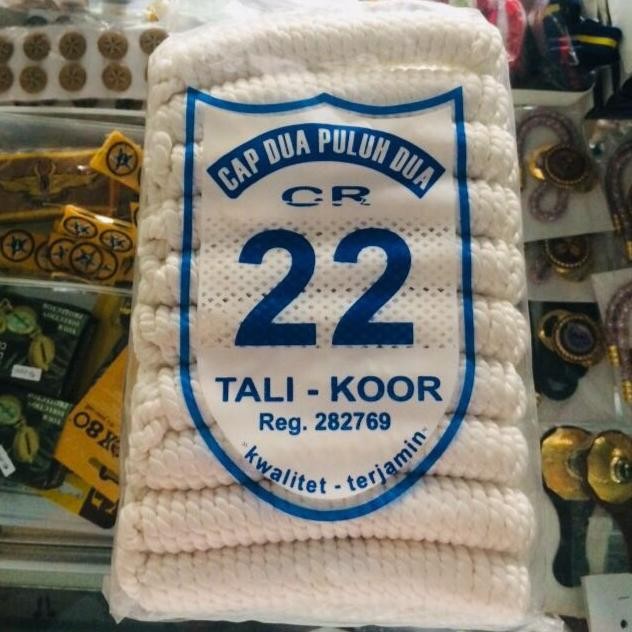 CAP DUA PULUH DUA
CR
22
TALI - KOOR
Reg. 282769
"kwalitet - terjamin"